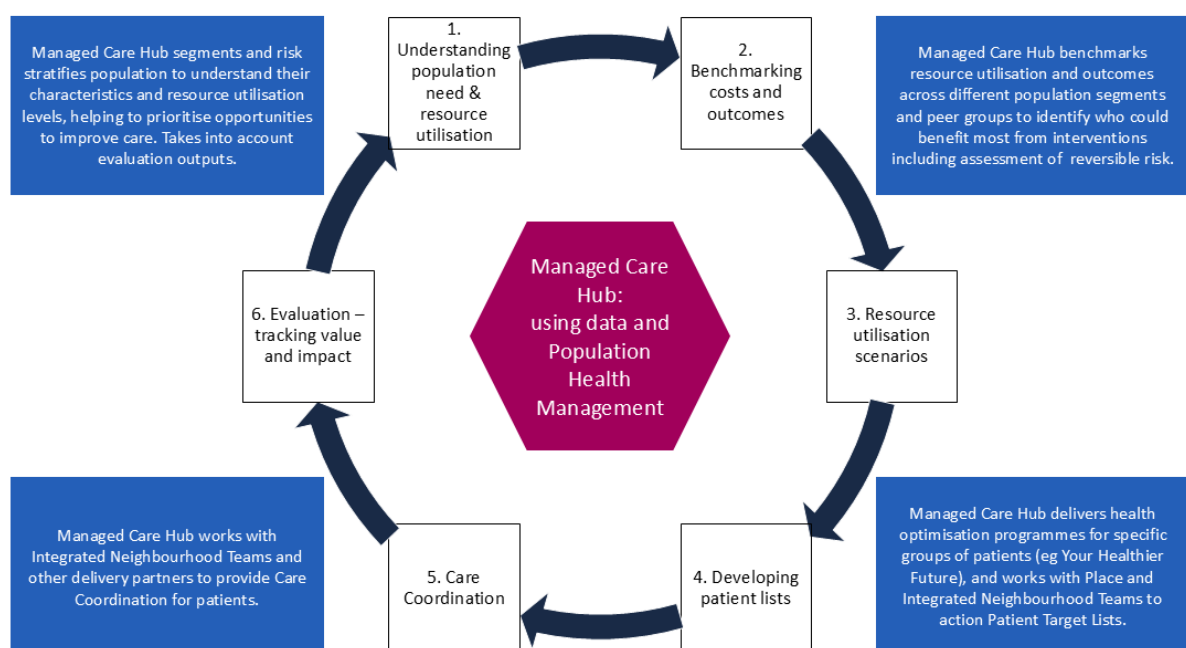 Managed Care Hub segments and risk
stratifies population to understand their
characteristics and resource utilisation
levels, helping to prioritise opportunities
to improve care. Takes into account
evaluation outputs.
1.
Understanding
population
need &
resource
utilisation
2.
Benchmarking
costs and
outcomes
Managed Care Hub benchmarks
resource utilisation and outcomes
across different population segments
and peer groups to identify who could
benefit most from interventions
including assessment of reversible risk.
Managed Care
Hub:
using data and
Population
Health
Management
6. Evaluation –
tracking value
and impact
3. Resource
utilisation
scenarios
Managed Care Hub works with
Integrated Neighbourhood Teams and
other delivery partners to provide Care
Coordination for patients.
5. Care
Coordination
4. Developing
patient lists
Managed Care Hub delivers health
optimisation programmes for specific
groups of patients (eg Your Healthier
Future), and works with Place and
Integrated Neighbourhood Teams to
action Patient Target Lists.